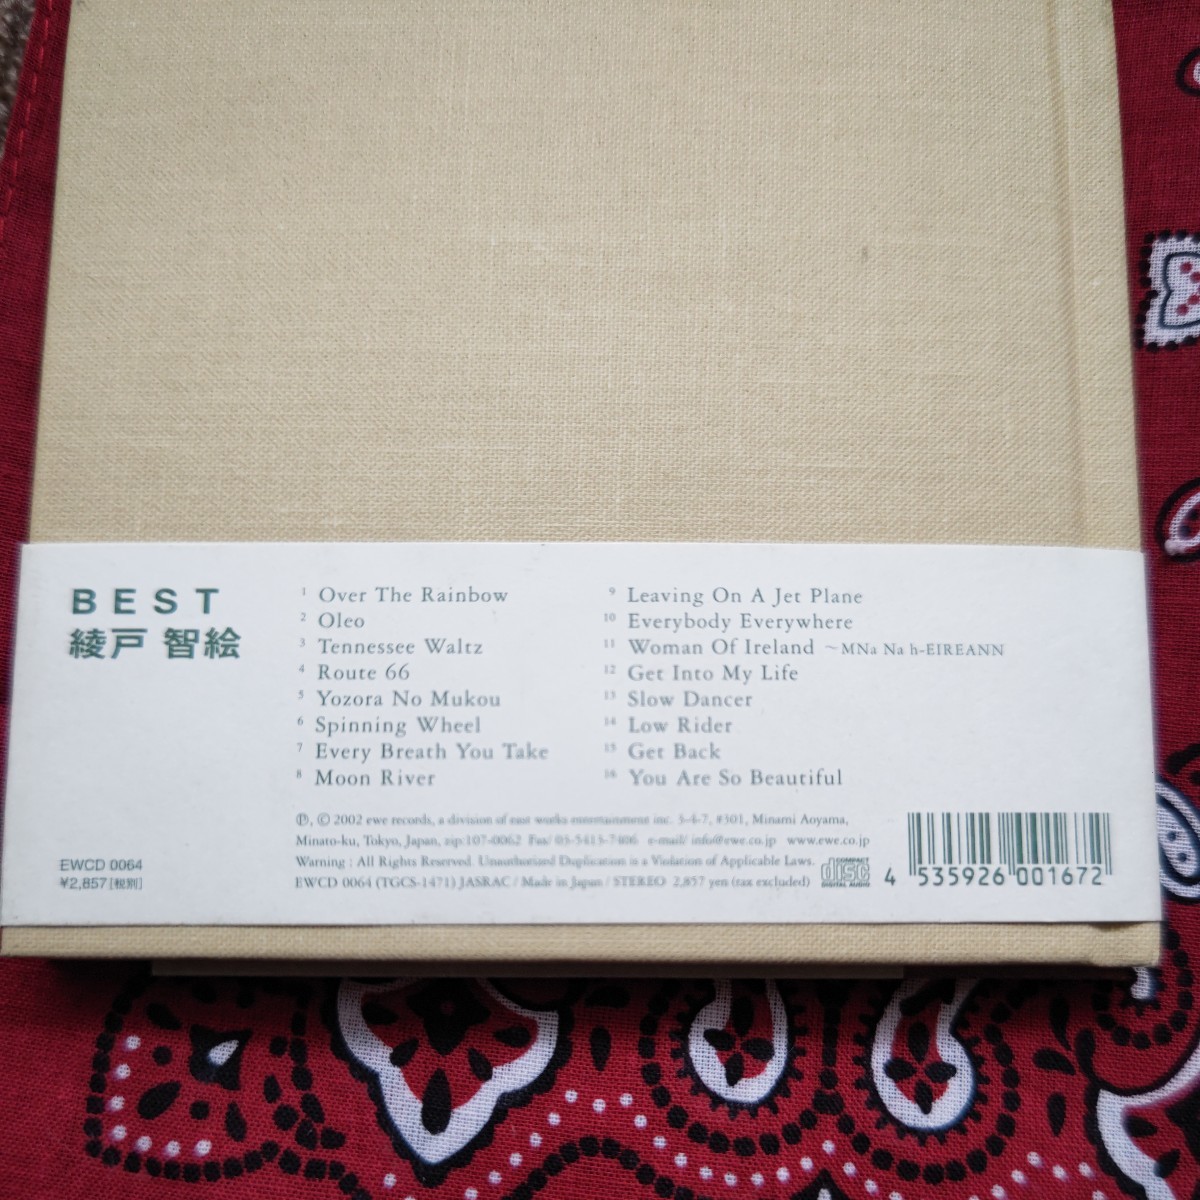 BEST
綾戸 智絵
1 Over The Rainbow
2 Oleo
3 Tennessee Waltz
4 Route 66
5 Yozora No Mukou
6 Spinning Wheel
7 Every Breath You Take
8 Moon River
9 Leaving On A Jet Plane
10 Everybody Everywhere
11 Woman Of Ireland ~MNa Na h-EIREANN
12 Get Into My Life
13 Slow Dancer
14 Low Rider
15 Get Back
16 You Are So Beautiful
℗, © 2002 ewe records, a division of east works entertainment inc. 3-4-7, #301, Minami Aoyama,
Minato-ku, Tokyo, Japan, zip:107-0062 Fax/ 03-5413-7406 e-mail/ info@ewe.co.jp www.ewe.co.jp
Warning : All Rights Reserved. Unauthorized Duplication is a Violation of Applicable Laws.
EWCD 0064 (TGCS-1471) JASRAC / Made in Japan / STEREO 2,857 yen (tax excluded)
EWCD 0064
¥2,857[税別]
COMPACT
disc
DIGITAL AUDIO
4 535926 001672